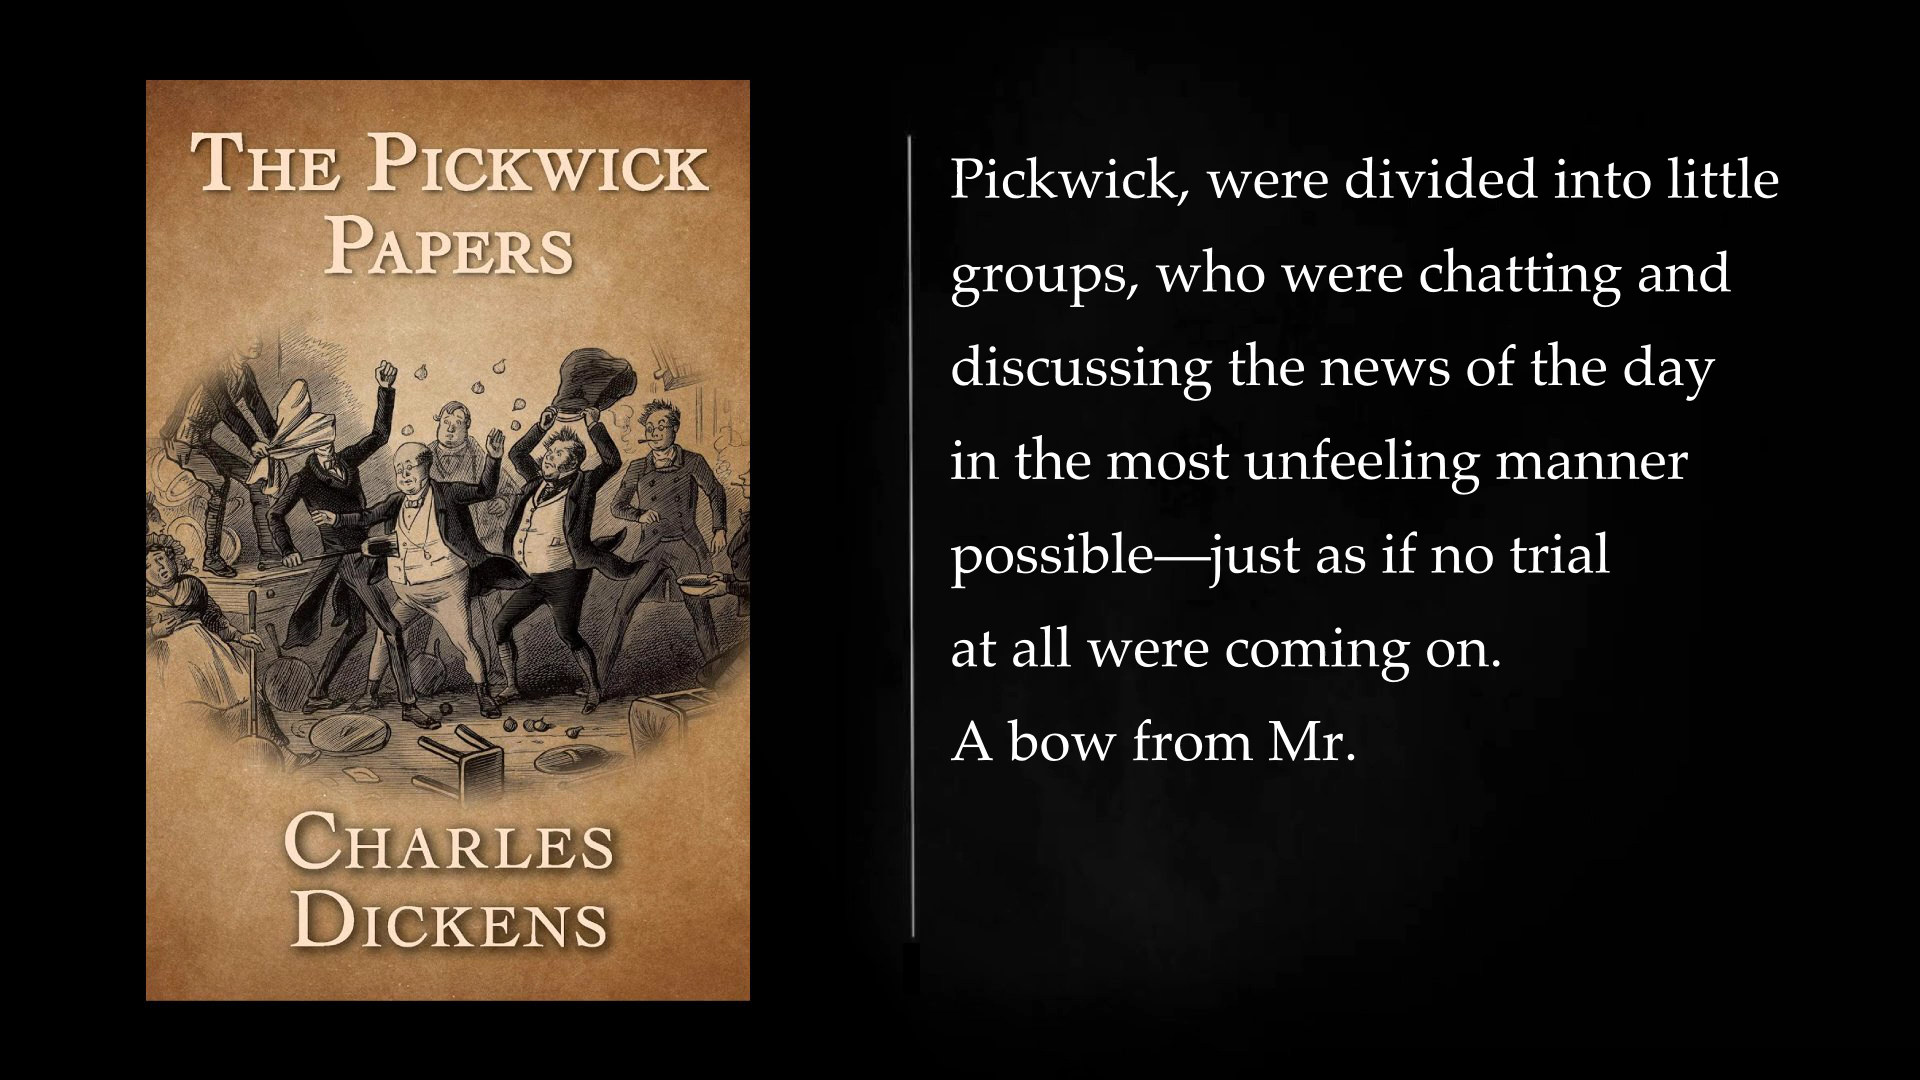 The Pickwick
Papers
Charles
Dickens
Pickwick, were divided into little
groups, who were chatting and
discussing the news of the day
in the most unfeeling manner
possible—just as if no trial
at all were coming on.
A bow from Mr.